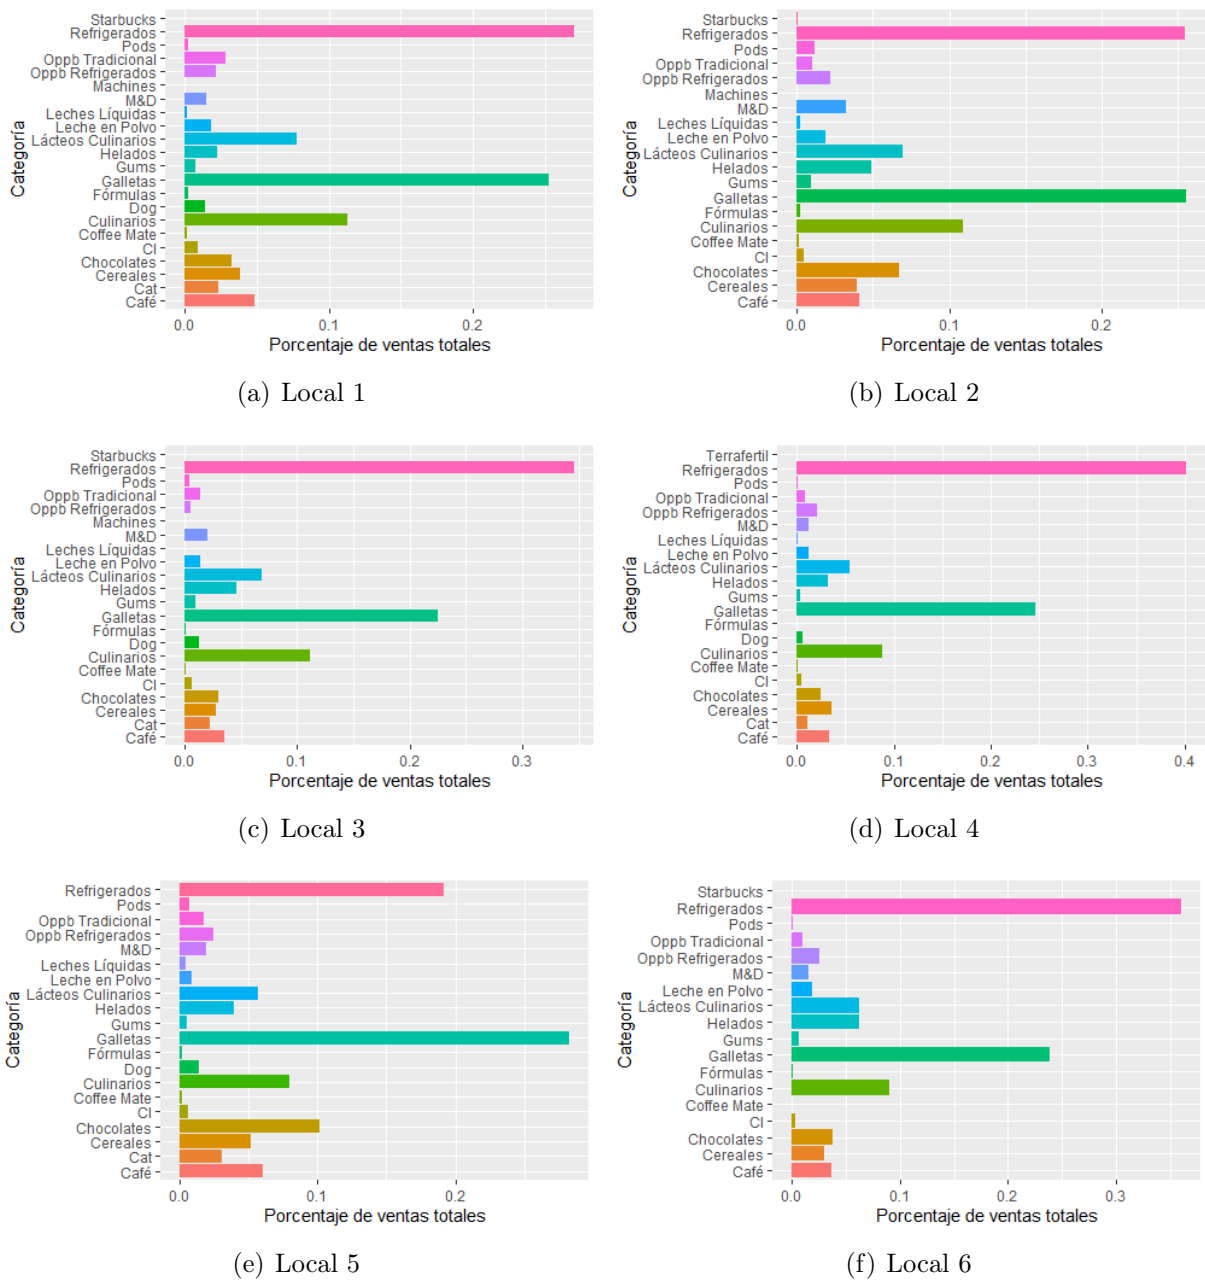 Categoría
Starbucks
Refrigerados
Pods
Oppb Tradicional
Oppb Refrigerados
Machines
M&D
Leches Líquidas
Leche en Polvo
Lácteos Culinarios
Helados
Gums
Galletas
Fórmulas
Dog
Culinarios
Coffee Mate
CI
Chocolates
Cereales
Cat
Café
0.0 0.1 0.2
Porcentaje de ventas totales
(a) Local 1
Categoría
Starbucks
Refrigerados
Pods
Oppb Tradicional
Oppb Refrigerados
Machines
M&D
Leches Líquidas
Leche en Polvo
Lácteos Culinarios
Helados
Gums
Galletas
Fórmulas
Culinarios
Coffee Mate
CI
Chocolates
Cereales
Café
0.0 0.1 0.2
Porcentaje de ventas totales
(b) Local 2
Categoría
Starbucks
Refrigerados
Pods
Oppb Tradicional
Oppb Refrigerados
Machines
M&D
Leches Líquidas
Leche en Polvo
Lácteos Culinarios
Helados
Gums
Galletas
Fórmulas
Dog
Culinarios
Coffee Mate
CI
Chocolates
Cereales
Cat
Café
0.0 0.1 0.2 0.3
Porcentaje de ventas totales
(c) Local 3
Categoría
Terrafertil
Refrigerados
Pods
Oppb Tradicional
Oppb Refrigerados
M&D
Leches Líquidas
Leche en Polvo
Lácteos Culinarios
Helados
Gums
Galletas
Fórmulas
Dog
Culinarios
Coffee Mate
CI
Chocolates
Cereales
Cat
Café
0.0 0.1 0.2 0.3 0.4
Porcentaje de ventas totales
(d) Local 4
Categoría
Refrigerados
Pods
Oppb Tradicional
Oppb Refrigerados
M&D
Leches Líquidas
Leche en Polvo
Lácteos Culinarios
Helados
Gums
Galletas
Fórmulas
Dog
Culinarios
Coffee Mate
CI
Chocolates
Cereales
Cat
Café
0.0 0.1 0.2
Porcentaje de ventas totales
(e) Local 5
Categoría
Starbucks
Refrigerados
Pods
Oppb Tradicional
Oppb Refrigerados
M&D
Leche en Polvo
Lácteos Culinarios
Helados
Gums
Galletas
Fórmulas
Culinarios
Coffee Mate
CI
Chocolates
Cereales
Café
0.0 0.1 0.2 0.3
Porcentaje de ventas totales
(f) Local 6